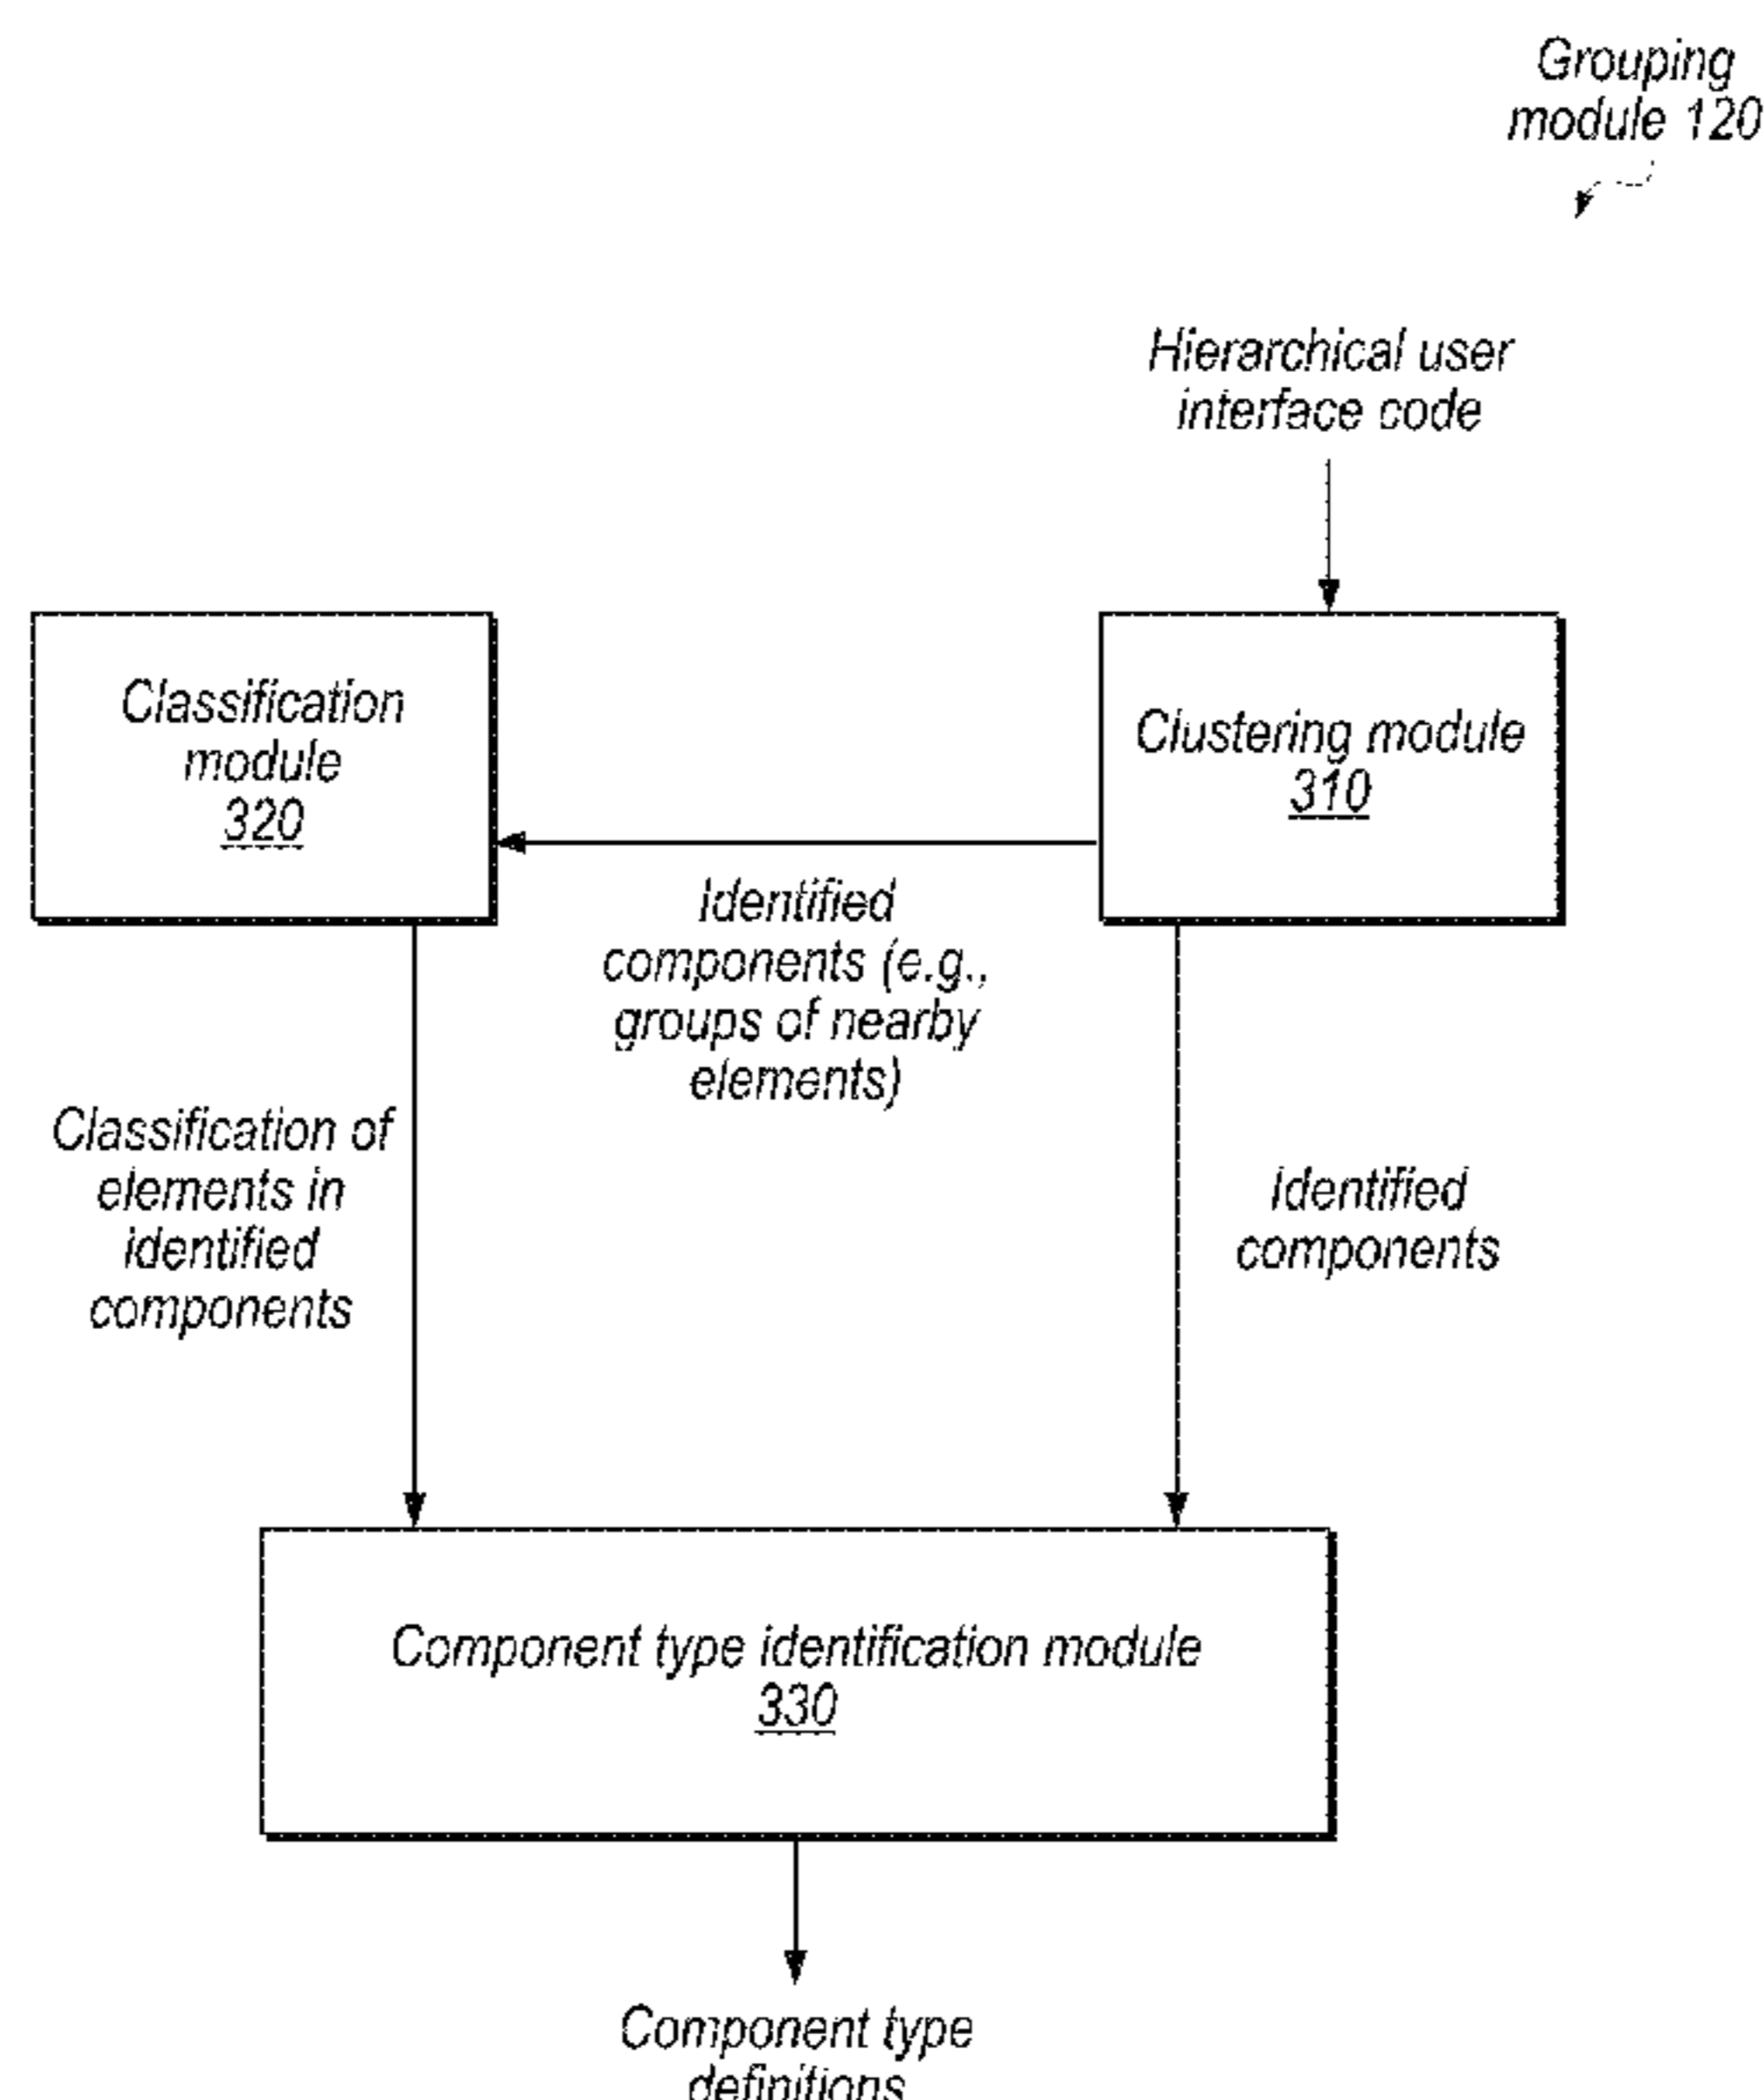 Grouping
module 120
Hierarchical user
interface code
Classification
module
320
Clustering module
310
Identified
components (e.g.,
groups of nearby
elements)
Classification of
elements in
identified
components
Identified
components
Component type identification module
330
Component type
definitions